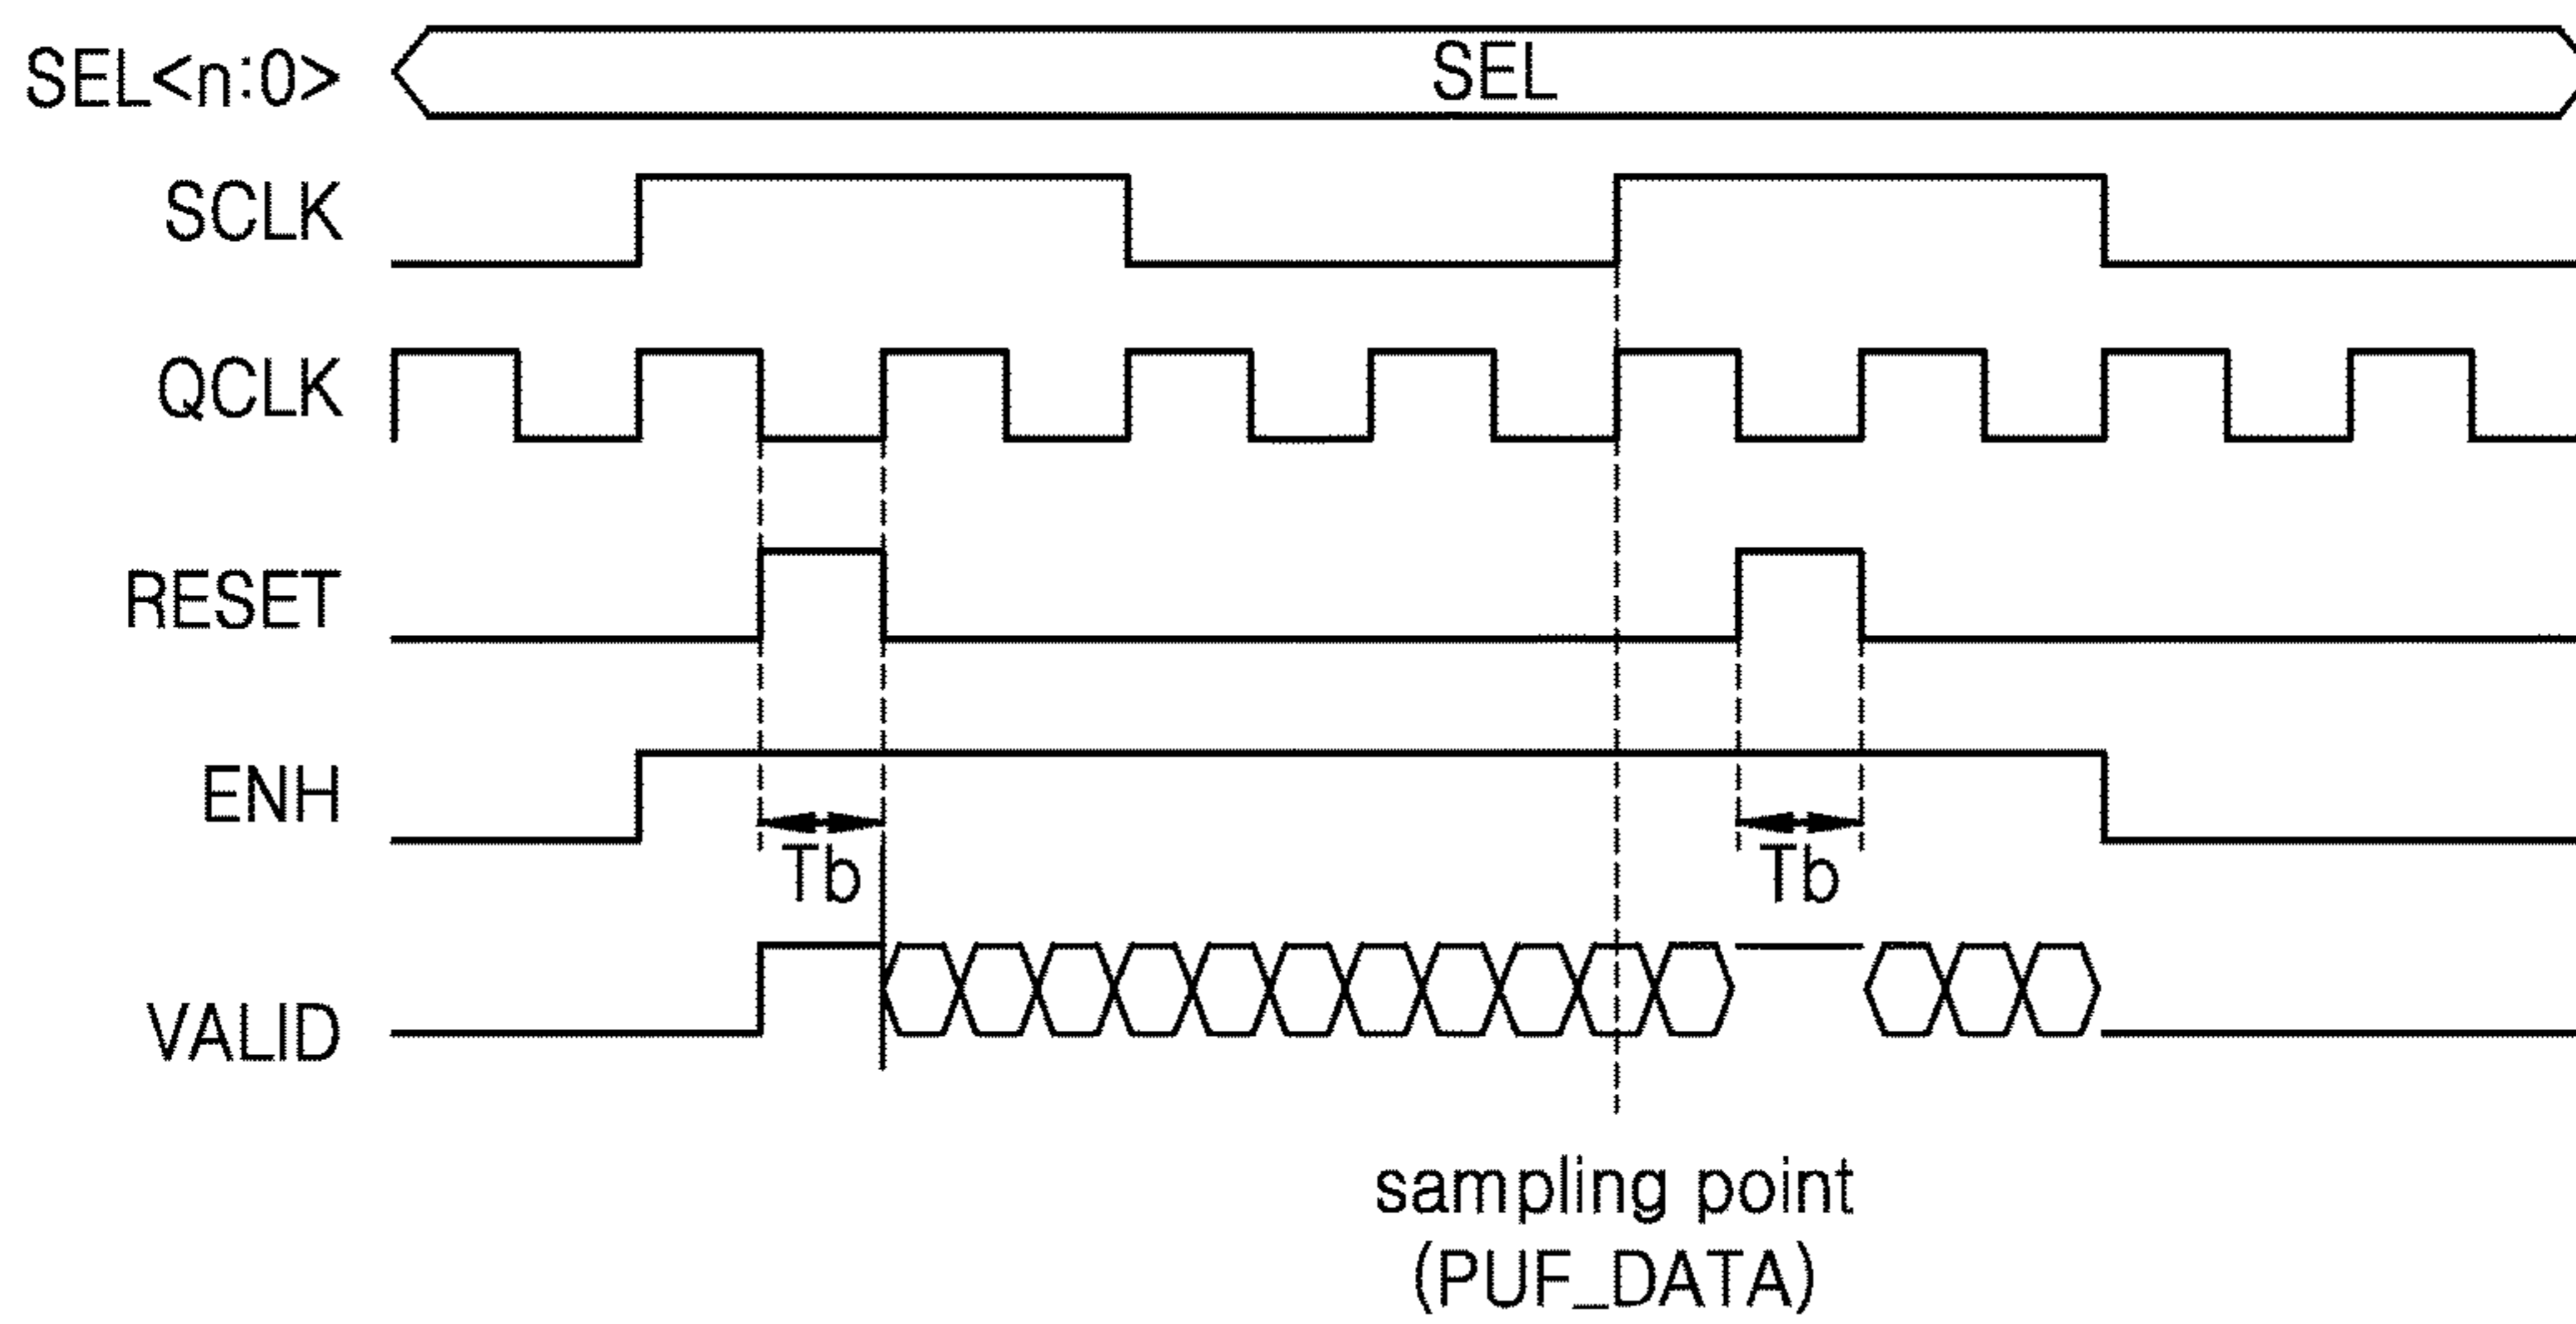 SEL<n:0>
SEL
SCLK
QCLK
RESET
ENH
Tb
Tb
VALID
sampling point
(PUF_DATA)